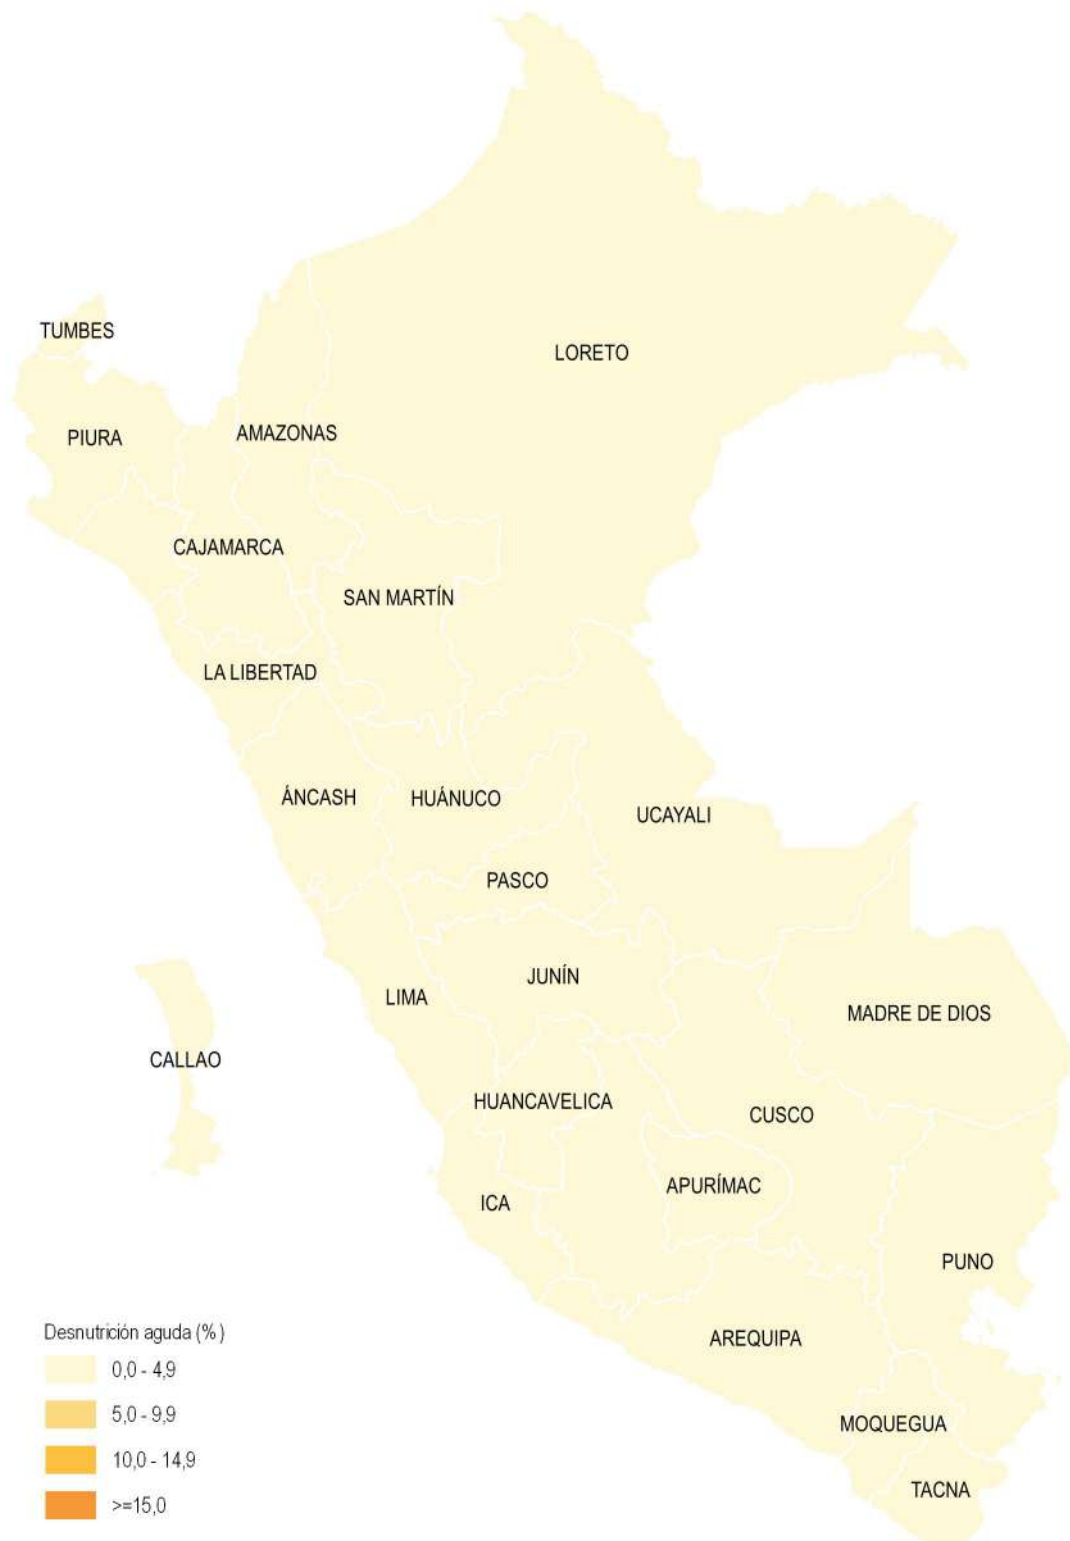 TUMBES
LORETO
PIURA
AMAZONAS
CAJAMARCA
SAN MARTÍN
LA LIBERTAD
ÁNCASH
HUÁNUCO
UCAYALI
PASCO
JUNÍN
LIMA
MADRE DE DIOS
CALLAO
HUANCAVELICA
CUSCO
APURÍMAC
ICA
PUNO
AREQUIPA
MOQUEGUA
TACNA
Desnutrición aguda (%)
0,0 - 4,9
5,0 - 9,9
10,0 - 14,9
>=15,0